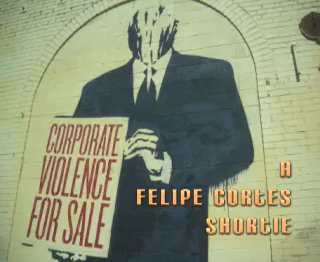 CORPORATE
VIOLENCE
FOR SALE
A
FELIPE CORTES
SHORTIE